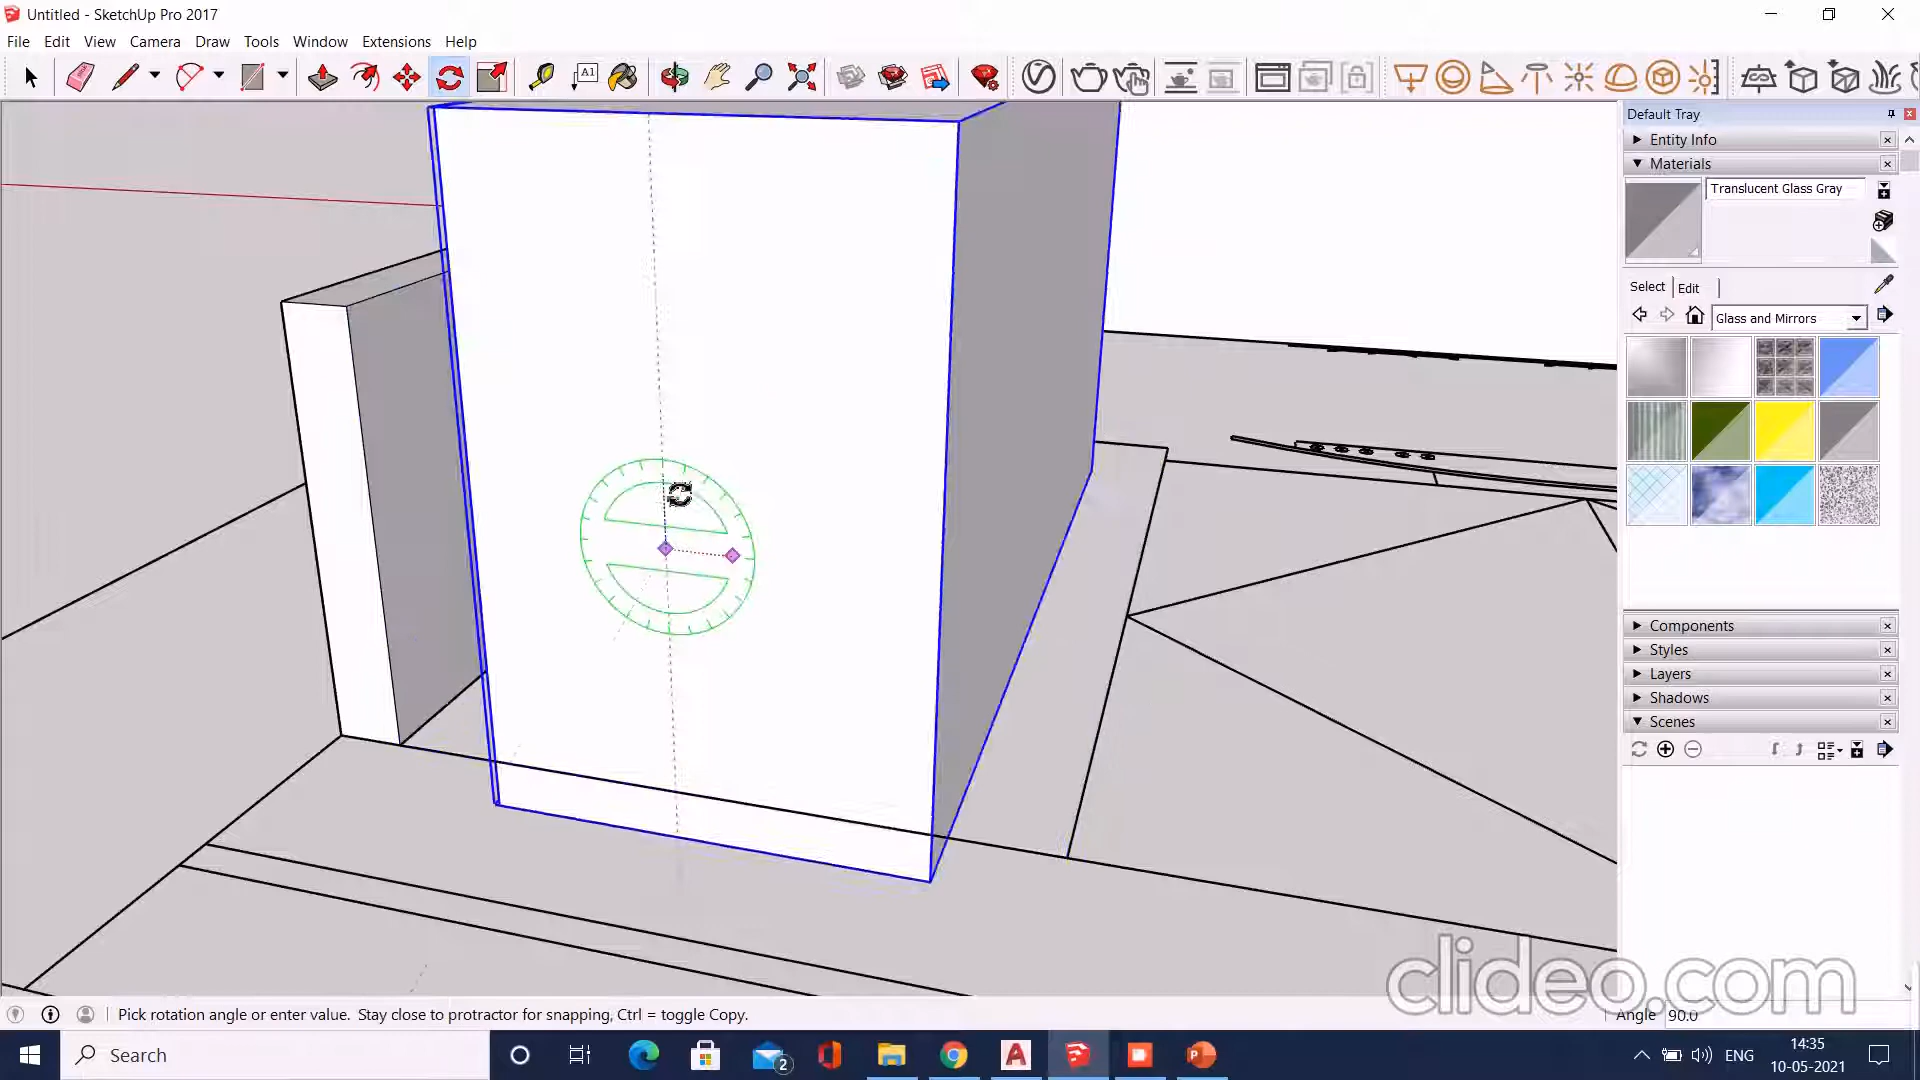 Untitled - SketchUp Pro 2017
File Edit View Camera Draw Tools Window Extensions Help
A1
Default Tray
Entity Info
Materials
Translucent Glass Gray
Select Edit
Glass and Mirrors
Components
Styles
Layers
Shadows
Scenes
clideo.com
Pick rotation angle or enter value. Stay close to protractor for snapping, Ctrl = toggle Copy.
Angle 90.0
Search
2
ENG
14:35
10-05-2021